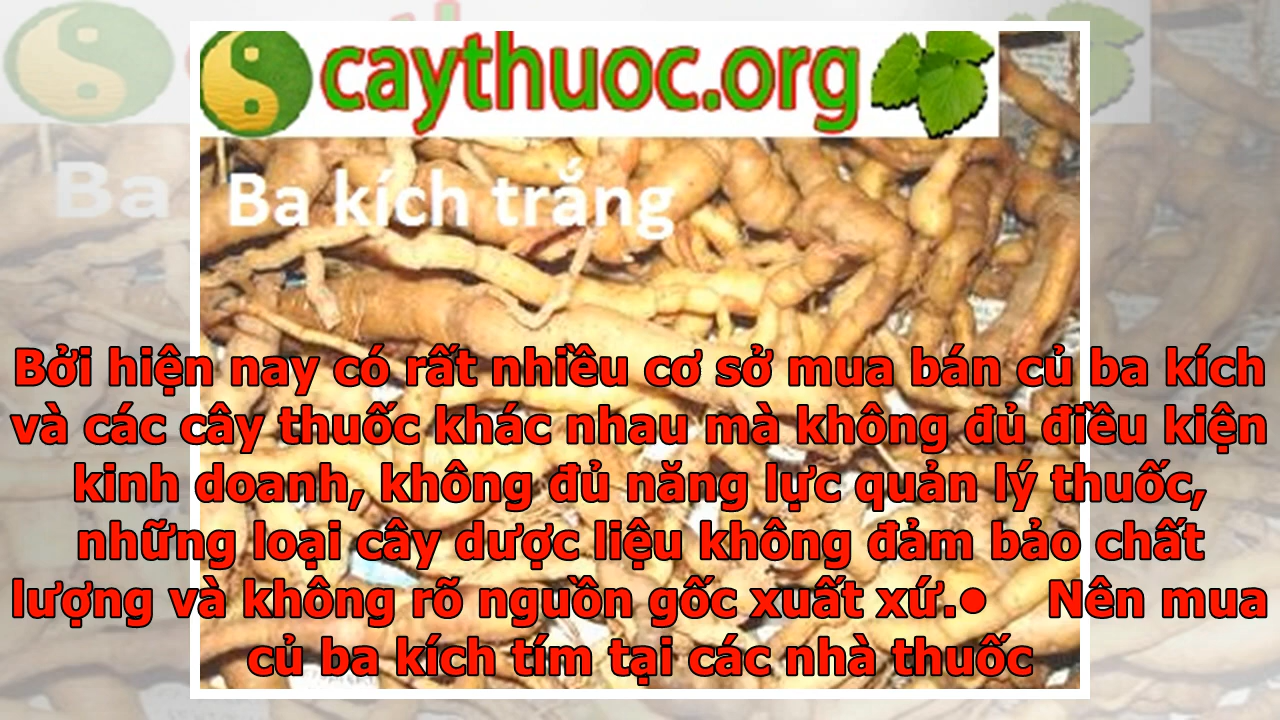 caythuoc.org
Ba
Ba kích trắng
Bởi hiện nay có rất nhiều cơ sở mua bán củ ba kích
và các cây thuốc khác nhau mà không đủ điều kiện
kinh doanh, không đủ năng lực quản lý thuốc,
những loại cây dược liệu không đảm bảo chất
lượng và không rõ nguồn gốc xuất xứ.● Nên mua
củ ba kích tím tại các nhà thuốc